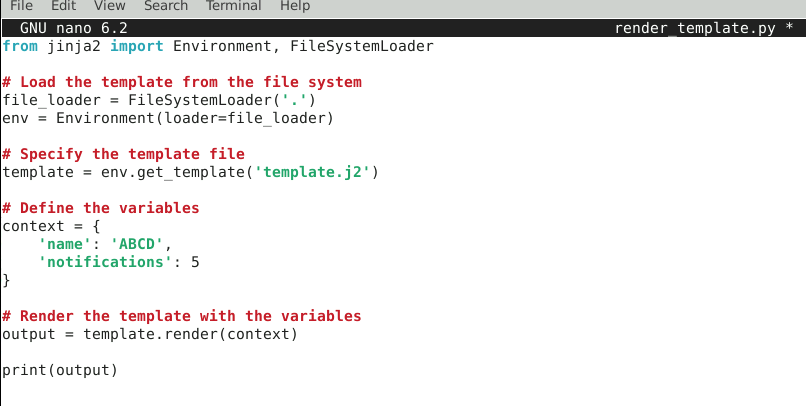 File Edit View Search Terminal Help
GNU nano 6.2 render_template.py *
from jinja2 import Environment, FileSystemLoader

# Load the template from the file system
file_loader = FileSystemLoader('.')
env = Environment(loader=file_loader)

# Specify the template file
template = env.get_template('template.j2')

# Define the variables
context = {
    'name': 'ABCD',
    'notifications': 5
}

# Render the template with the variables
output = template.render(context)

print(output)